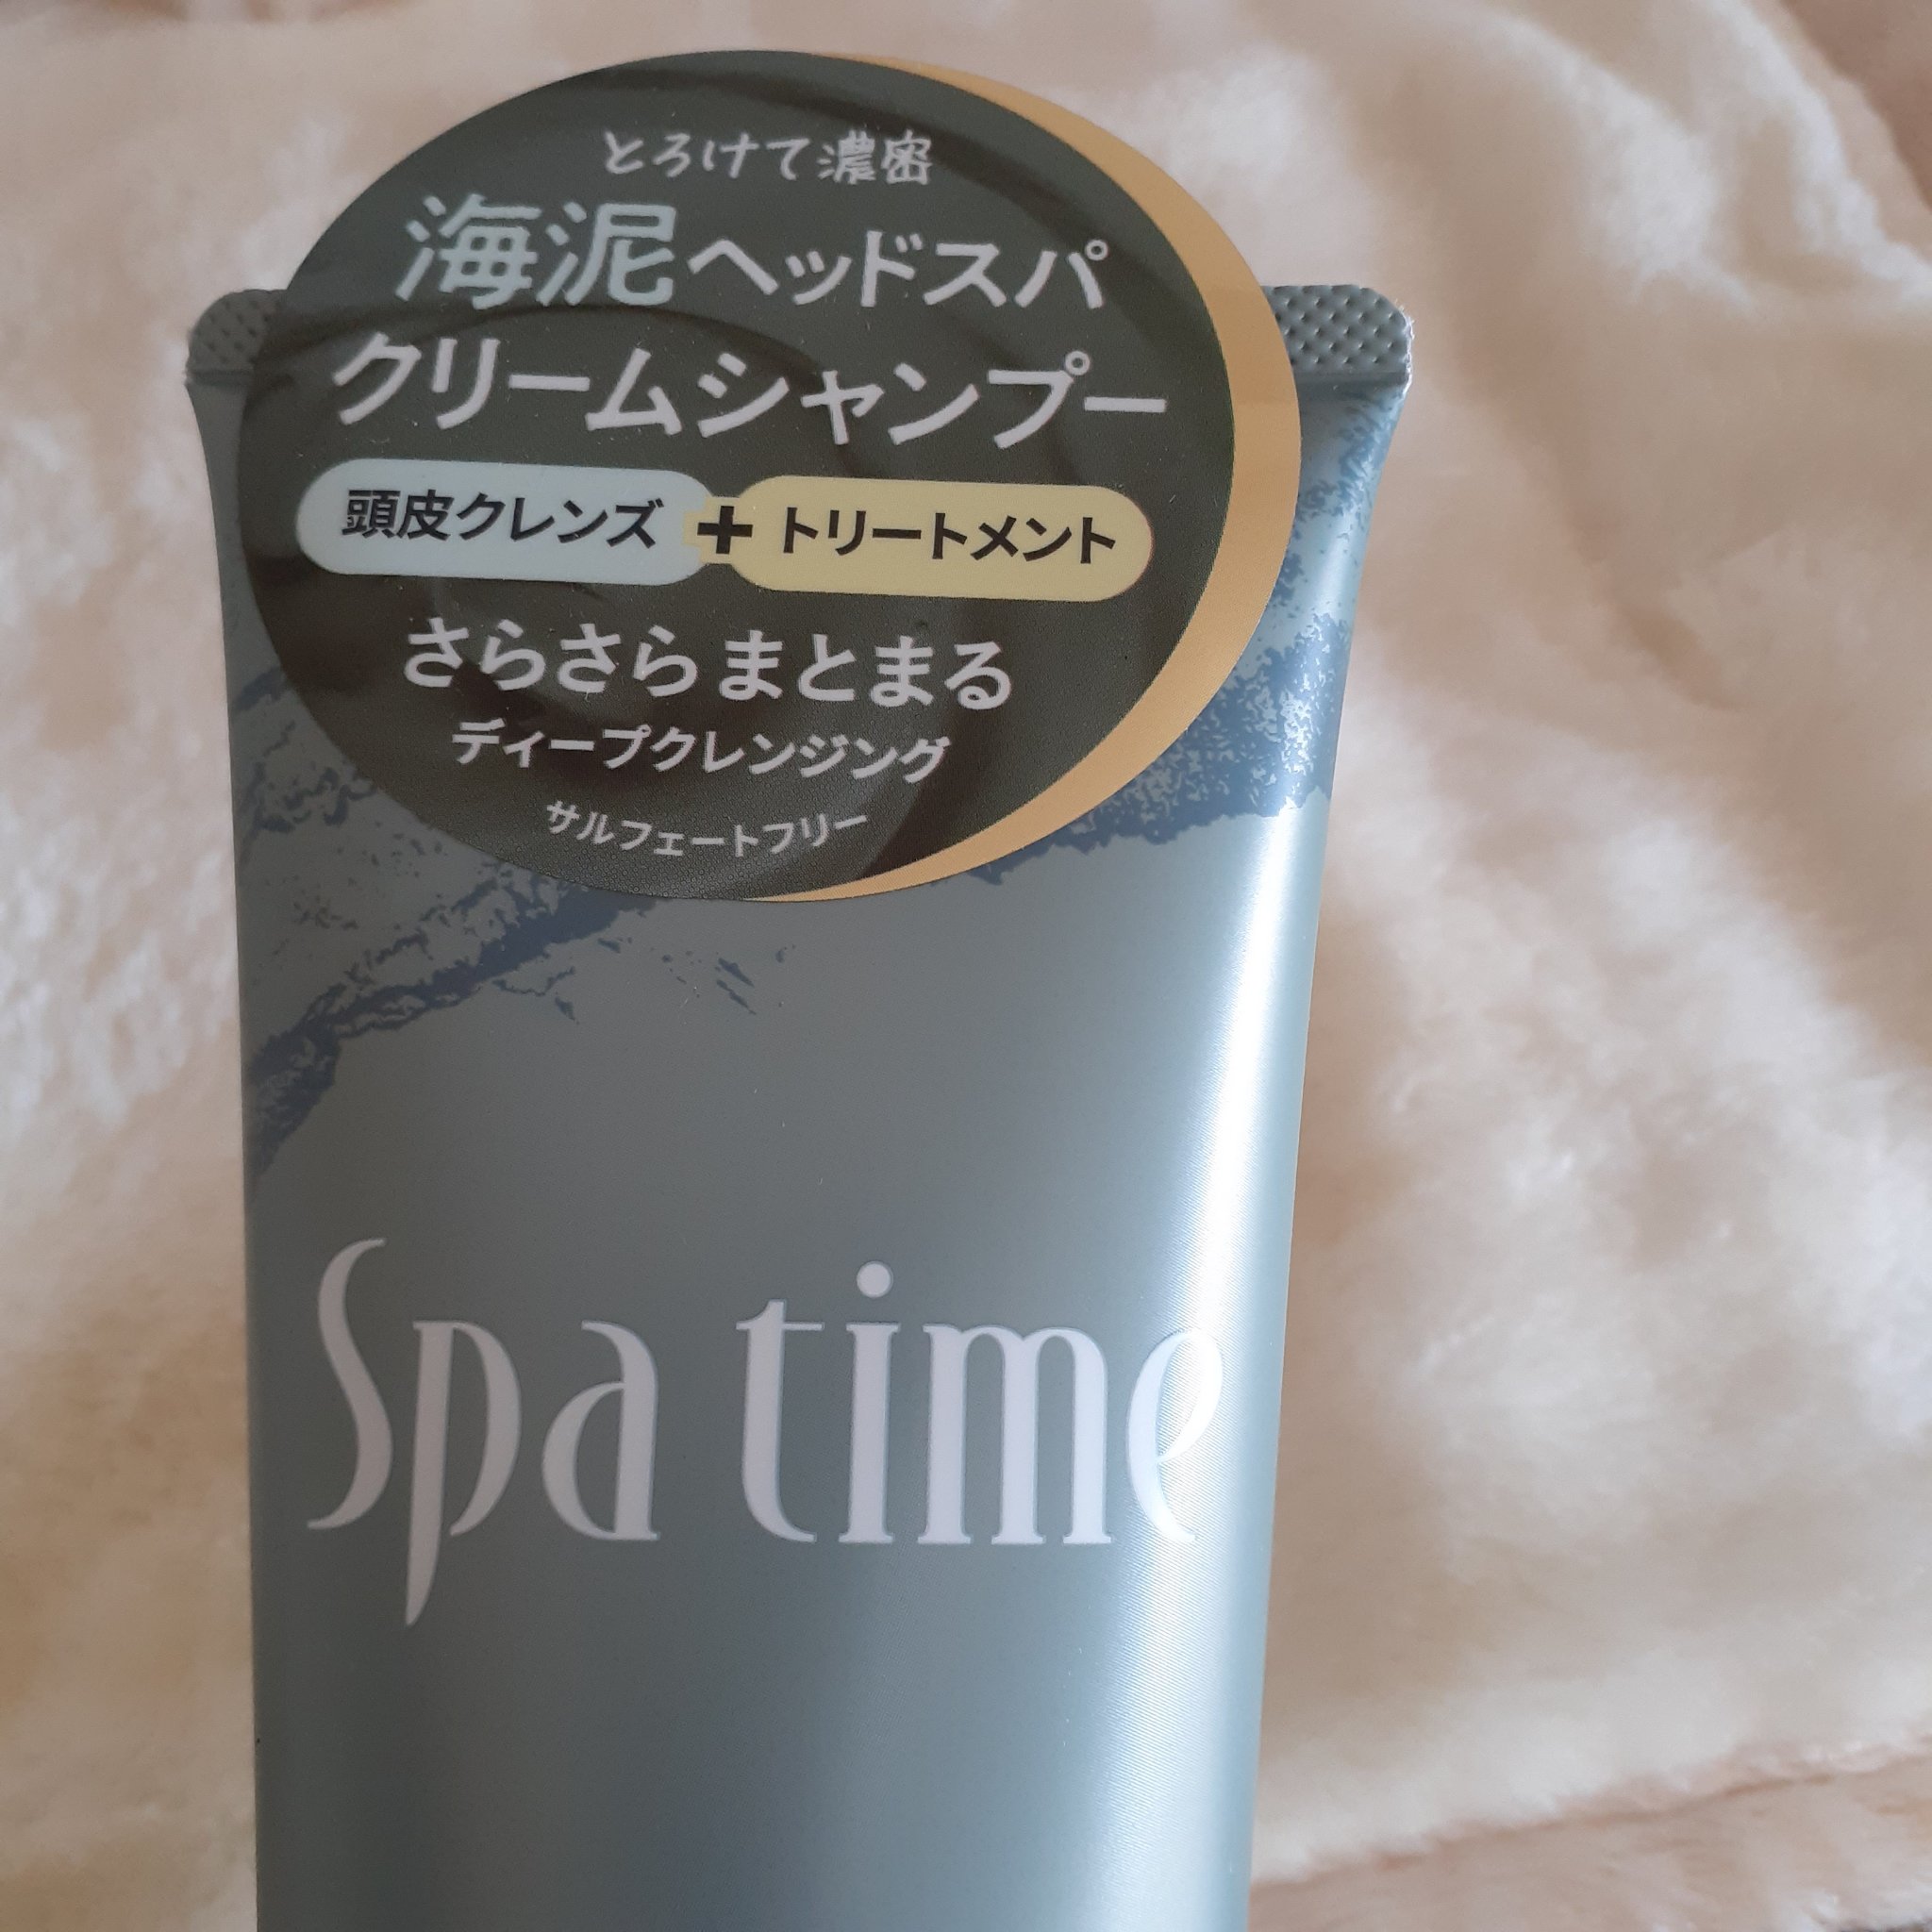 とろけて濃密
海泥ヘッドスパ
クリームシャンプー
頭皮クレンズ + トリートメント
さらさら まとまる
ディープクレンジング
サルフェートフリー
Spa time